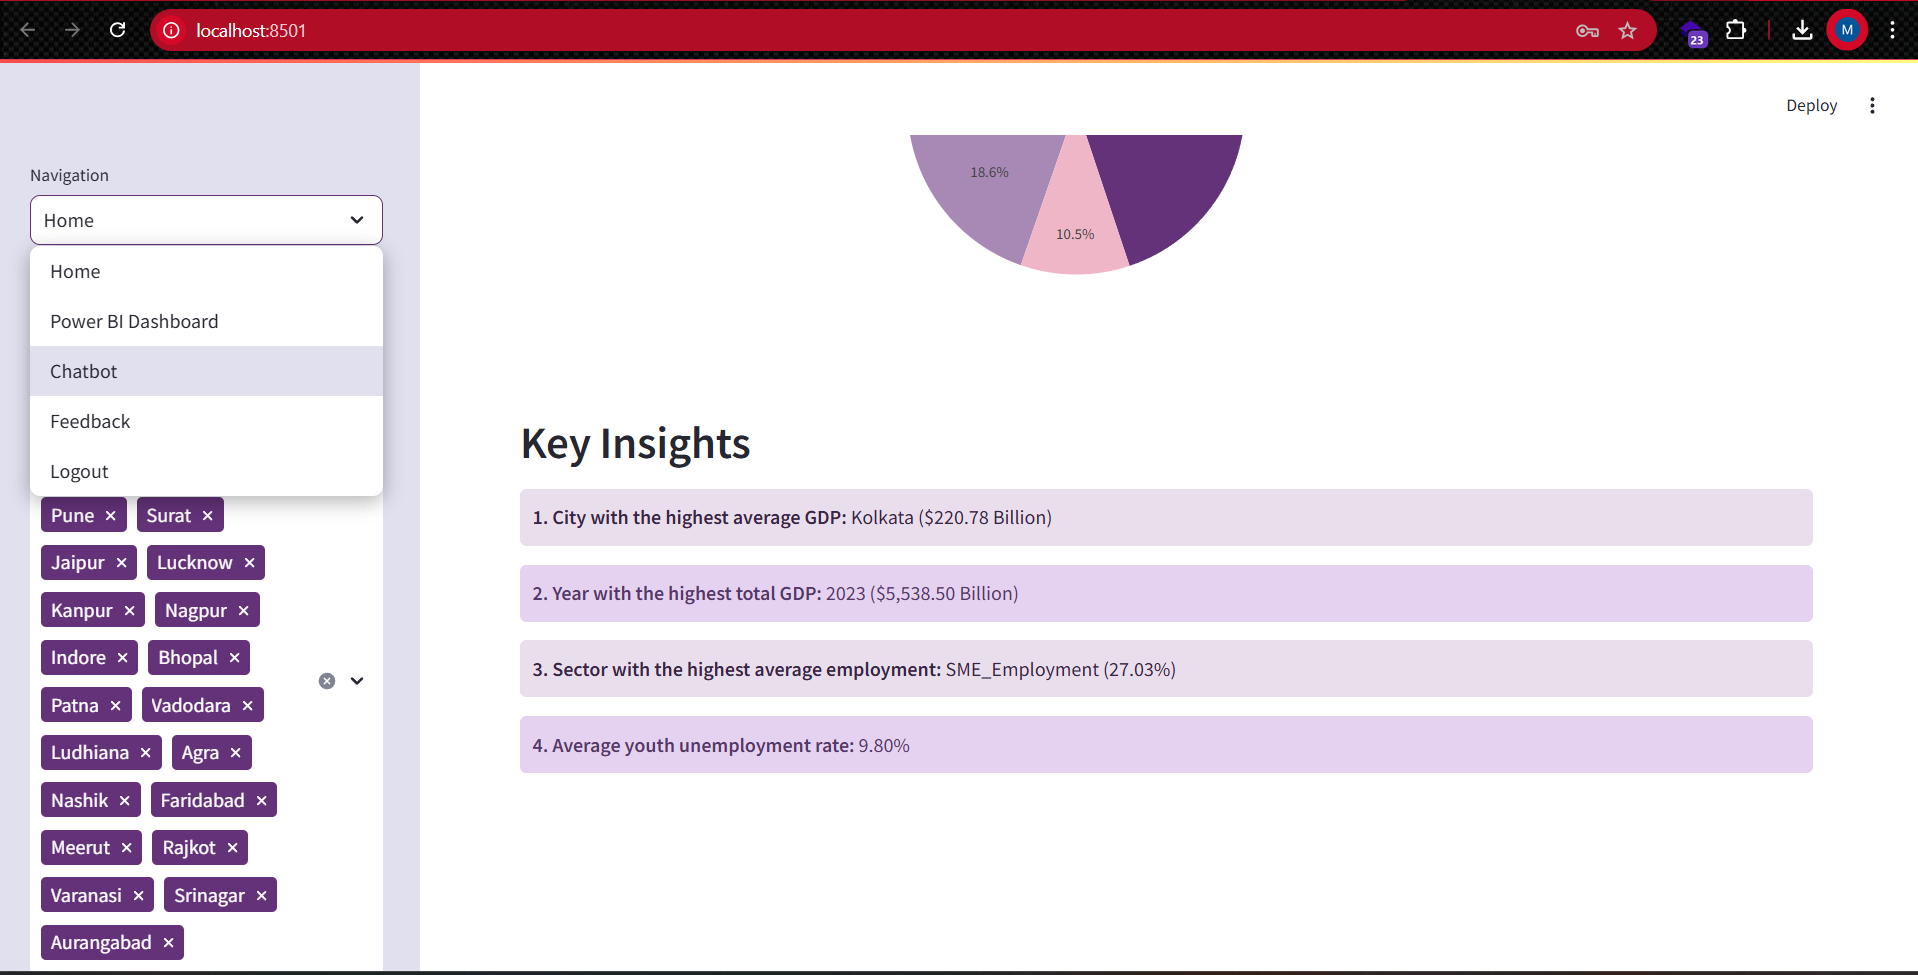 localhost:8501
23
M
Deploy
Navigation
Home
Home
Power BI Dashboard
Chatbot
Feedback
Logout
Pune × Surat ×
Jaipur × Lucknow ×
Kanpur × Nagpur ×
Indore × Bhopal ×
Patna × Vadodara ×
Ludhiana × Agra ×
Nashik × Faridabad ×
Meerut × Rajkot ×
Varanasi × Srinagar ×
Aurangabad ×
18.6%
10.5%
Key Insights
1. City with the highest average GDP: Kolkata ($220.78 Billion)
2. Year with the highest total GDP: 2023 ($5,538.50 Billion)
3. Sector with the highest average employment: SME_Employment (27.03%)
4. Average youth unemployment rate: 9.80%